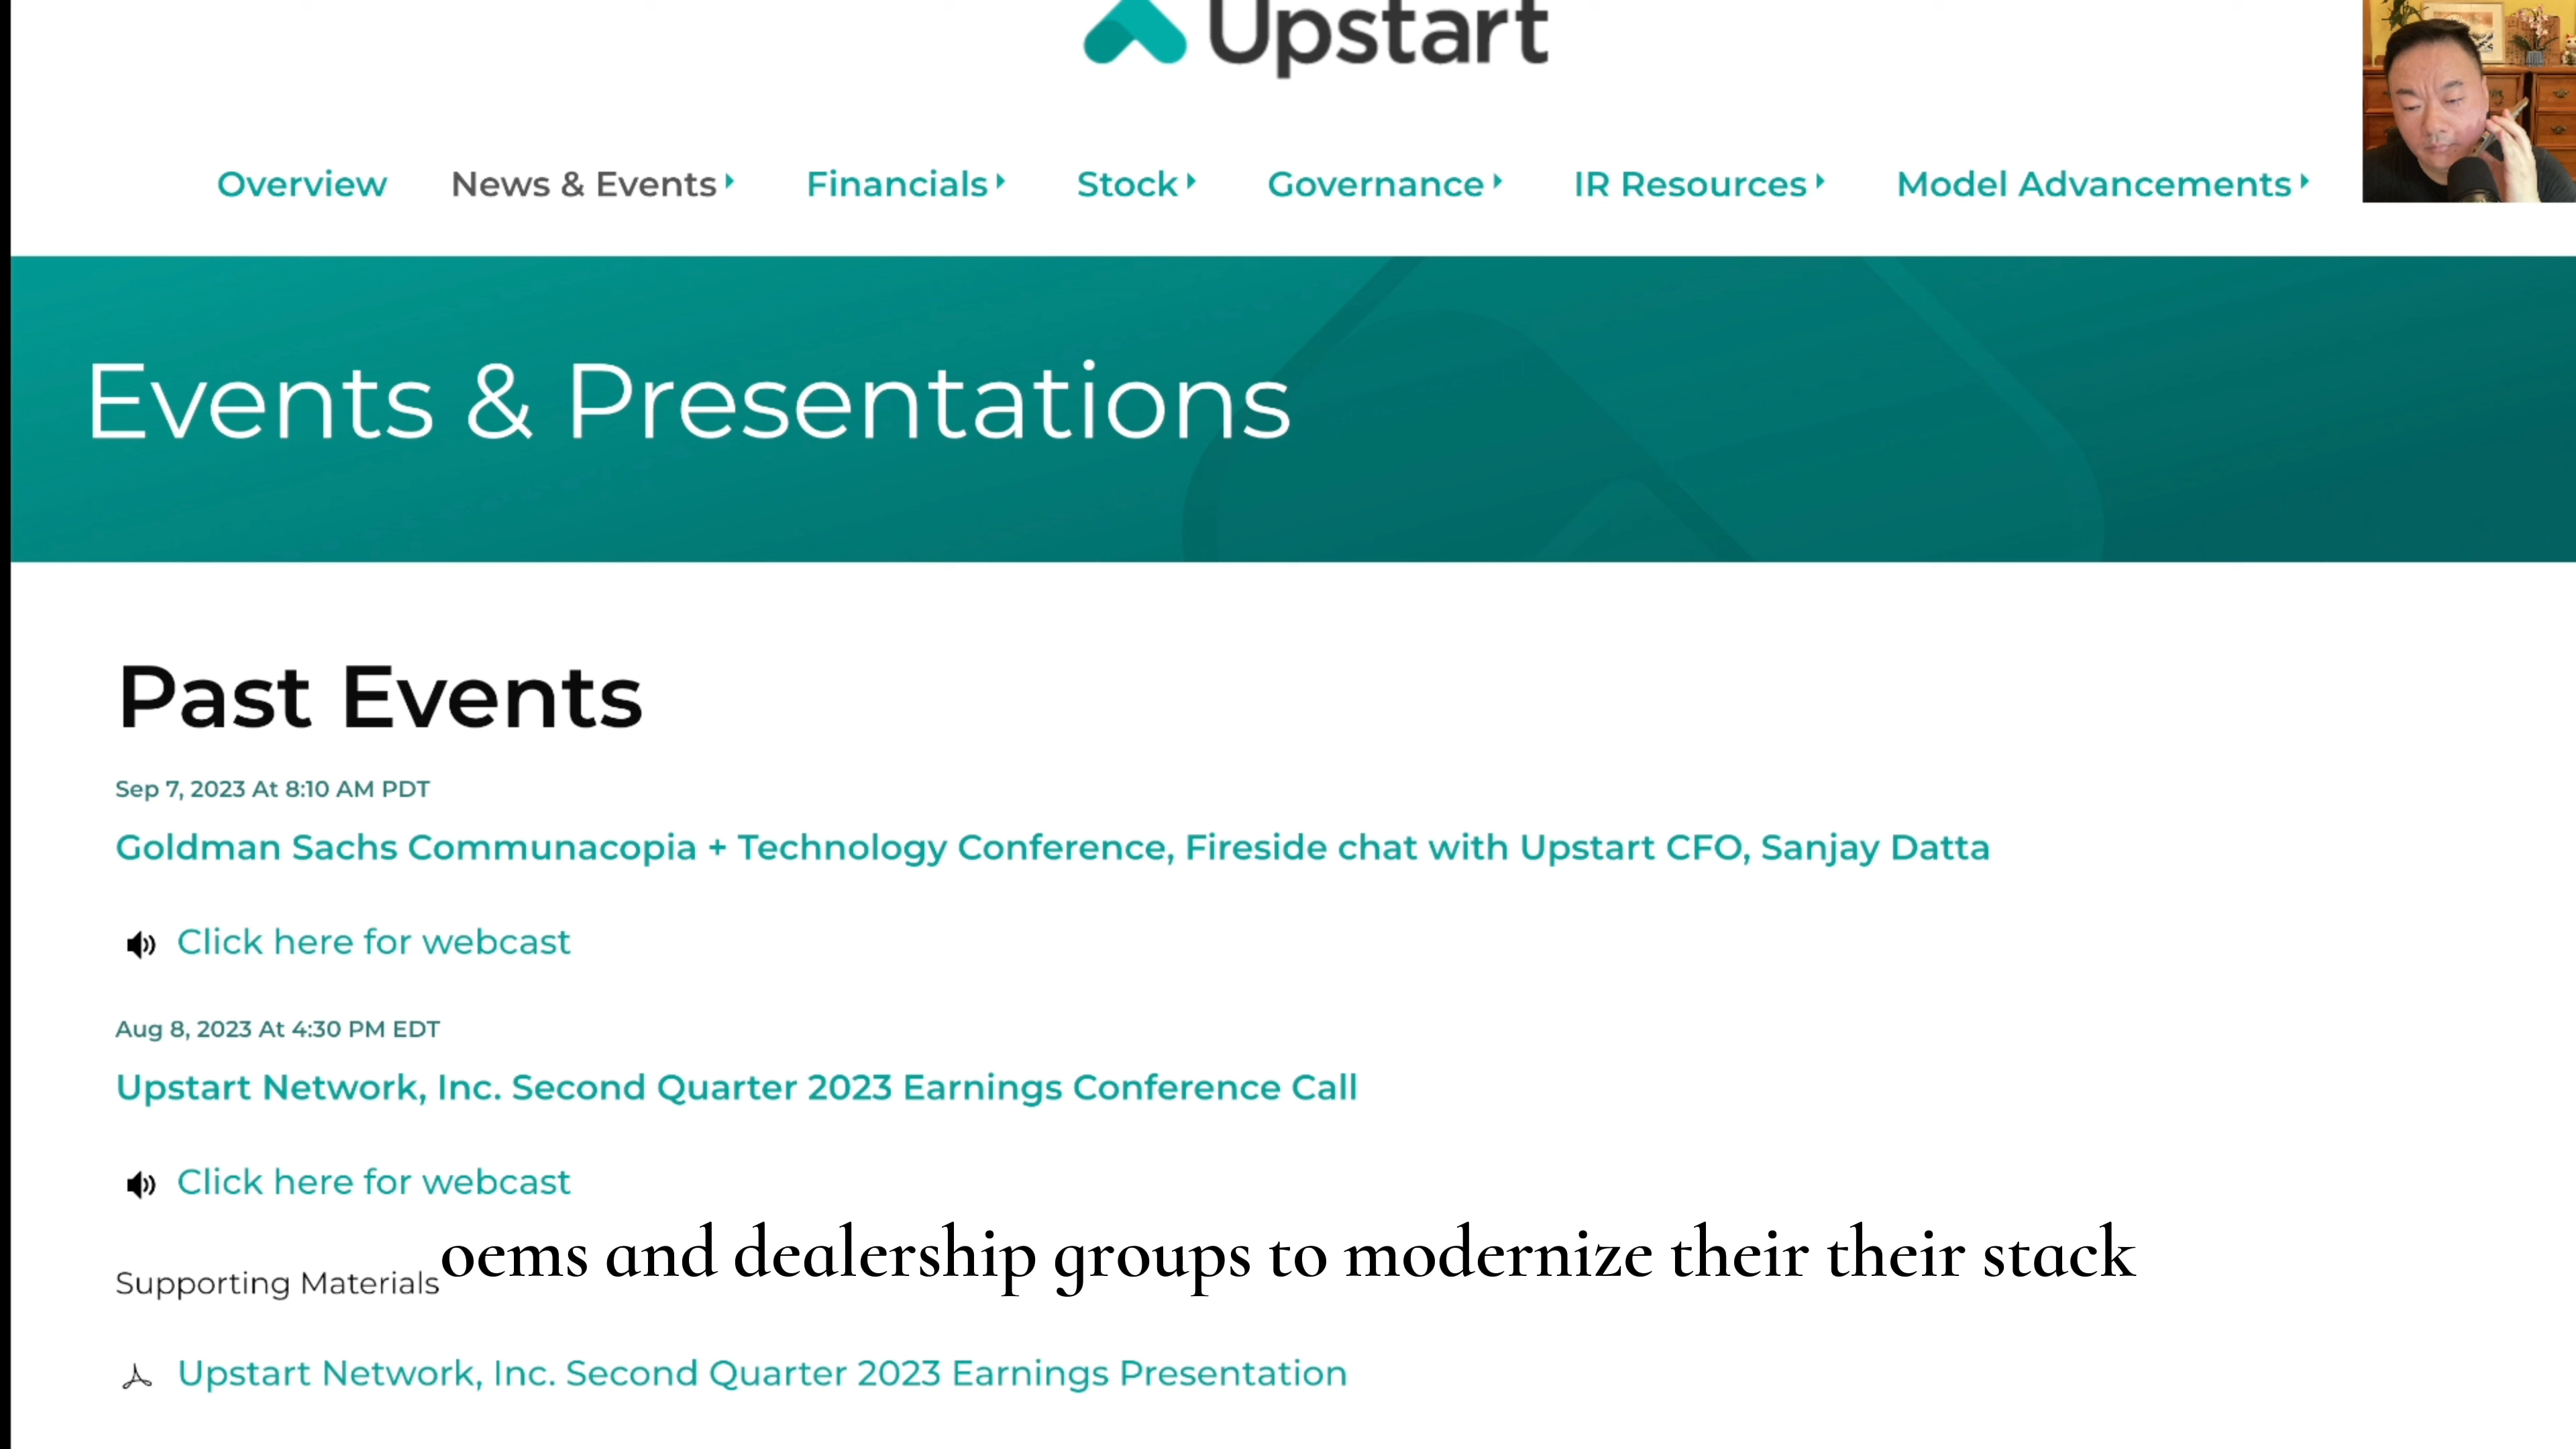 Upstart
Overview News & Events Financials Stock Governance IR Resources Model Advancements
Events & Presentations
Past Events
Sep 7, 2023 At 8:10 AM PDT
Goldman Sachs Communacopia + Technology Conference, Fireside chat with Upstart CFO, Sanjay Datta
Click here for webcast
Aug 8, 2023 At 4:30 PM EDT
Upstart Network, Inc. Second Quarter 2023 Earnings Conference Call
Click here for webcast
oems and dealership groups to modernize their their stack
Supporting Materials
Upstart Network, Inc. Second Quarter 2023 Earnings Presentation